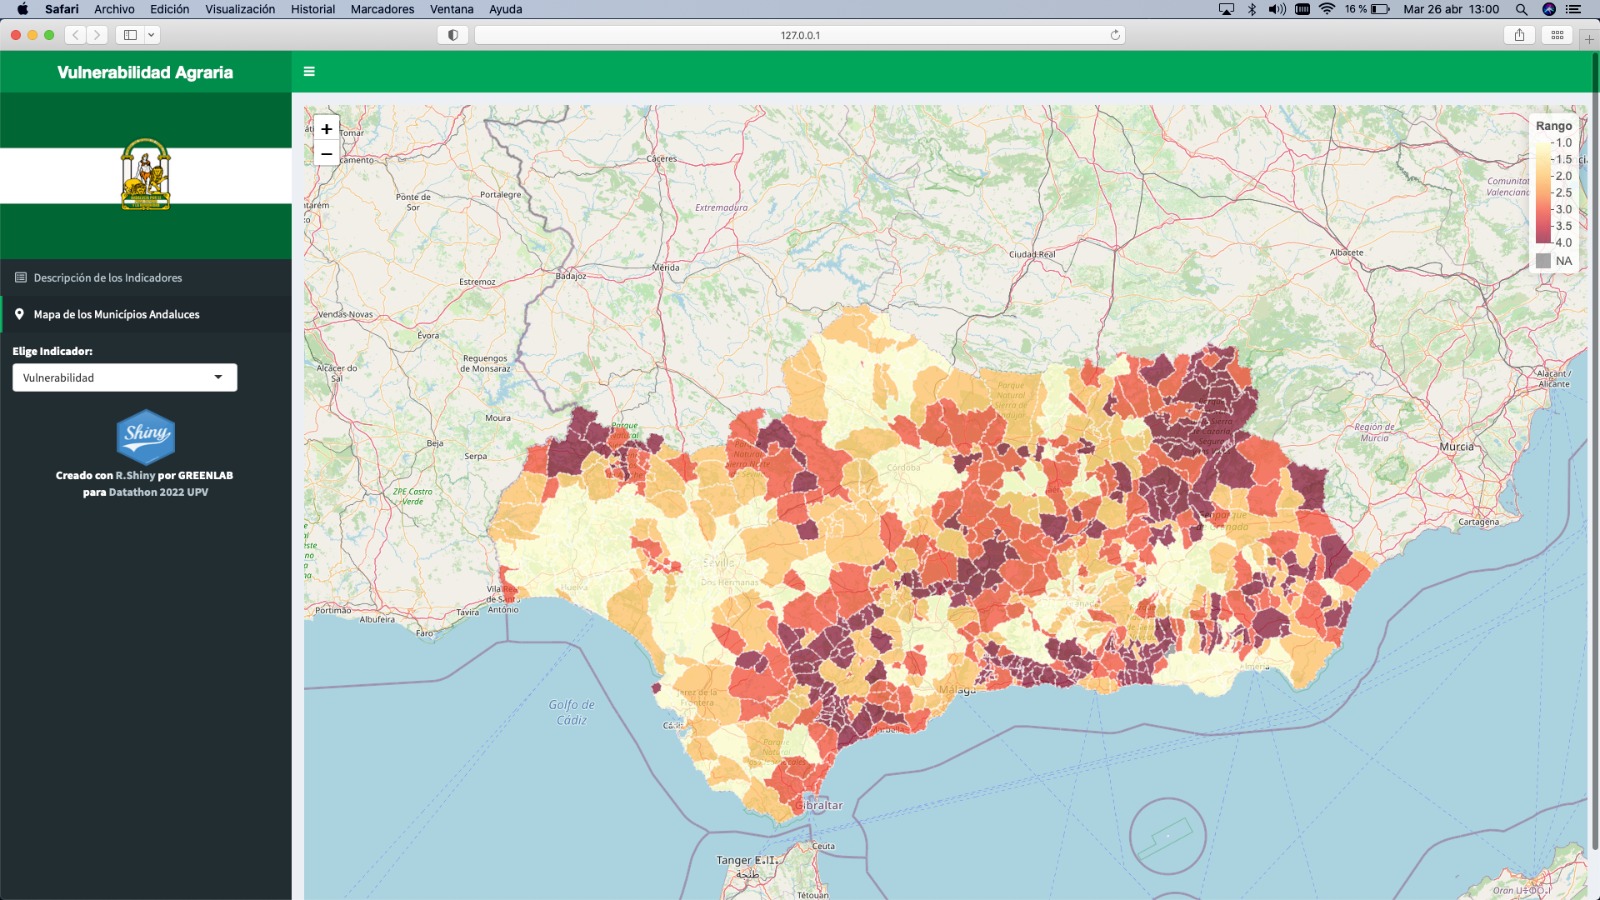 Safari Archivo Edición Visualización Historial Marcadores Ventana Ayuda
16 % Mar 26 abr 13:00
127.0.0.1
Vulnerabilidad Agraria
Descripción de los Indicadores
Mapa de los Municípios Andaluces
Elige Indicador:
Vulnerabilidad
Shiny
Creado con R.Shiny por GREENLAB
para Datathon 2022 UPV
+
−
Rango
1.0
1.5
2.0
2.5
3.0
3.5
4.0
NA
Tomar
Cáceres
Portalegre
Ponte de
Sor
Extremadura
Ciudad Real
Albacete
Mérida
Badajoz
Estremoz
Vendas-Novas
Évora
Reguengos
de Monsaraz
Alcácer do
Sal
Alacant /
Alicante
Moura
Beja
Serpa
Región de
Murcia
Murcia
ZPE Castro
Verde
Córdoba
Cartagena
Sevilla
Dos Hermanas
Huelva
Vila Real
de Santo
António
Tavira
Portimão
Albufeira
Faro
Granada
Almería
Málaga
Jerez de la
Frontera
Golfo de
Cádiz
Gibraltar
Ceuta
Tanger
طنجة
Tétouan
Oran